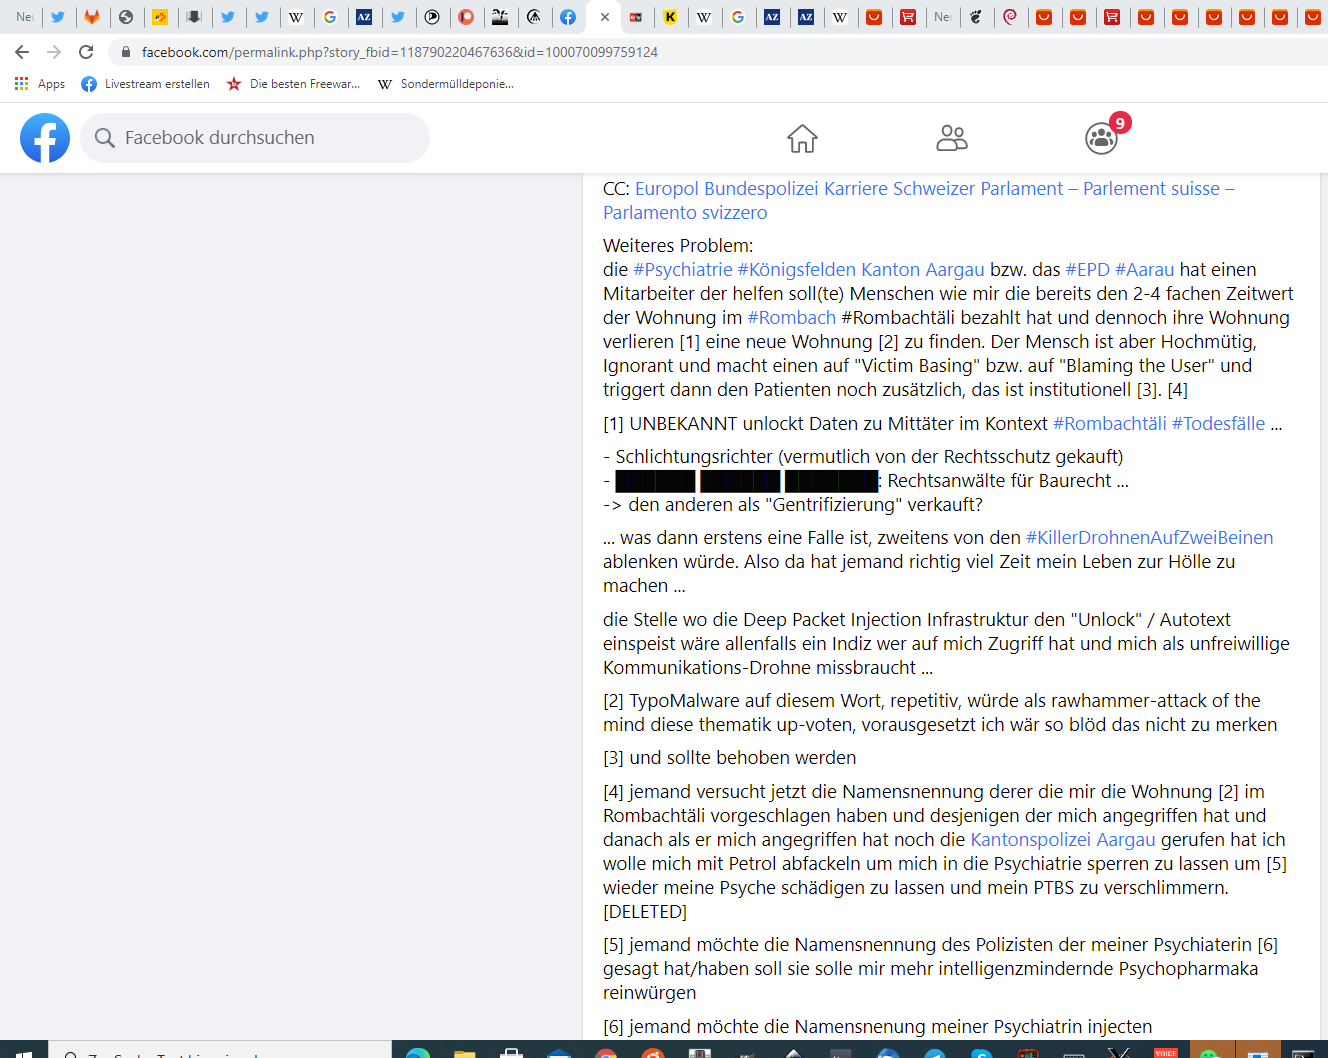 Ne
facebook.com/permalink.php?story_fbid=118790220467636&id=100070099759124
Apps Livestream erstellen Die besten Freewar... Sondermülldeponie...
Facebook durchsuchen
9
CC: Europol Bundespolizei Karriere Schweizer Parlament – Parlement suisse –
Parlamento svizzero
Weiteres Problem:
die #Psychiatrie #Königsfelden Kanton Aargau bzw. das #EPD #Aarau hat einen
Mitarbeiter der helfen soll(te) Menschen wie mir die bereits den 2-4 fachen Zeitwert
der Wohnung im #Rombach #Rombachtäli bezahlt hat und dennoch ihre Wohnung
verlieren [1] eine neue Wohnung [2] zu finden. Der Mensch ist aber Hochmütig,
Ignorant und macht einen auf "Victim Basing" bzw. auf "Blaming the User" und
triggert dann den Patienten noch zusätzlich, das ist institutionell [3]. [4]
[1] UNBEKANNT unlockt Daten zu Mittäter im Kontext #Rombachtäli #Todesfälle ...
- Schlichtungsrichter (vermutlich von der Rechtsschutz gekauft)
- : Rechtsanwälte für Baurecht ...
-> den anderen als "Gentrifizierung" verkauft?
... was dann erstens eine Falle ist, zweitens von den #KillerDrohnenAufZweiBeinen
ablenken würde. Also da hat jemand richtig viel Zeit mein Leben zur Hölle zu
machen ...
die Stelle wo die Deep Packet Injection Infrastruktur den "Unlock" / Autotext
einspeist wäre allenfalls ein Indiz wer auf mich Zugriff hat und mich als unfreiwillige
Kommunikations-Drohne missbraucht ...
[2] TypoMalware auf diesem Wort, repetitiv, würde als rawhammer-attack of the
mind diese thematik up-voten, vorausgesetzt ich wär so blöd das nicht zu merken
[3] und sollte behoben werden
[4] jemand versucht jetzt die Namensnennung derer die mir die Wohnung [2] im
Rombachtäli vorgeschlagen haben und desjenigen der mich angegriffen hat und
danach als er mich angegriffen hat noch die Kantonspolizei Aargau gerufen hat ich
wolle mich mit Petrol abfackeln um mich in die Psychiatrie sperren zu lassen um [5]
wieder meine Psyche schädigen zu lassen und mein PTBS zu verschlimmern.
[DELETED]
[5] jemand möchte die Namensnennung des Polizisten der meiner Psychiaterin [6]
gesagt hat/haben soll sie solle mir mehr intelligenzmindernde Psychopharmaka
reinwürgen
[6] jemand möchte die Namensnenung meiner Psychiatrin injecten
VOICE